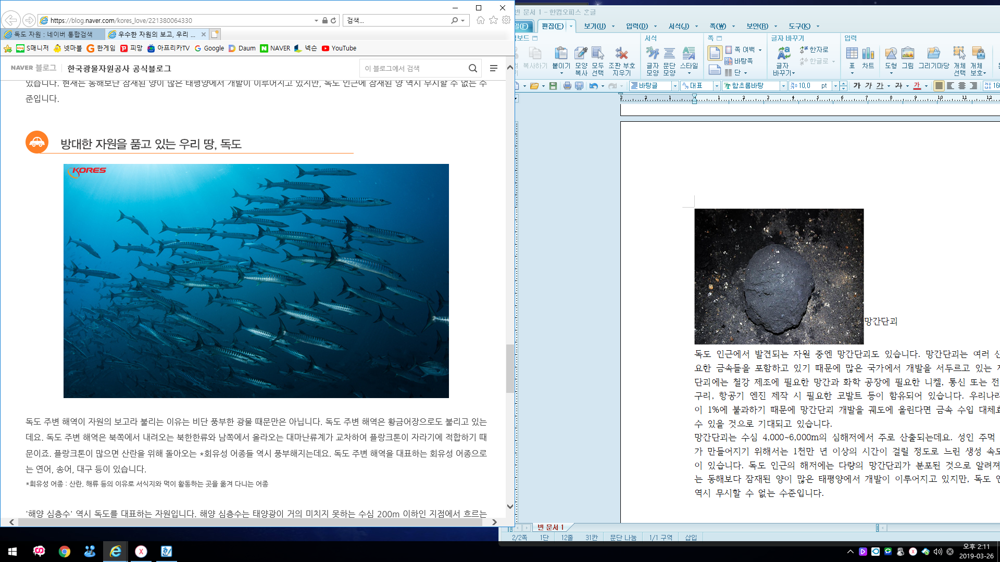 https://blog.naver.com/kores_love/221380064330
검색...
독도 자원 : 네이버 통합검색
우수한 자원의 보고, 우리 ...
S매니저 넷마블 한게임 피망 아프리카TV Google Daum NAVER 넥슨 YouTube
NAVER 블로그 한국광물자원공사 공식블로그
이 블로그에서 검색
있습니다. 현재는 동해보다 잠재된 양이 많은 태평양에서 개발이 이루어지고 있지만, 독도 인근에 잠재된 양 역시 무시할 수 없는 수
준입니다.
방대한 자원을 품고 있는 우리 땅, 독도
KORES
독도 주변 해역이 자원의 보고라 불리는 이유는 비단 풍부한 광물 때문만은 아닙니다. 독도 주변 해역은 황금어장으로도 불리고 있는
데요. 독도 주변 해역은 북쪽에서 내려오는 북한한류와 남쪽에서 올라오는 대마난류계가 교차하여 플랑크톤이 자라기에 적합하기 때
문이죠. 플랑크톤이 많으면 산란을 위해 돌아오는 *회유성 어종들 역시 풍부해지는데요. 독도 주변 해역을 대표하는 회유성 어종으로
는 연어, 송어, 대구 등이 있습니다.
*회유성 어종 : 산란, 해류 등의 이유로 서식지와 먹이 활동하는 곳을 옮겨 다니는 어종
'해양 심층수' 역시 독도를 대표하는 자원입니다. 해양 심층수는 태양광이 거의 미치지 못하는 수심 200m 이하인 지점에서 흐르는
빈 문서 1 - 한컴오피스 한글
편집(E) 보기(U) 입력(D) 서식(J) 쪽(W) 보안(R) 도구(K)
보드 서식 쪽 글자 바꾸기 입력
복사하기 붙이기 모양 복사 모두 선택 조판 부호 지우기
글자 모양 문단 모양 스타일
쪽 여백 바탕쪽 단
글자 바꾸기 한자로 한글로
표 차트 도형 그림 그리기마당 개체 선택 개체 보호
바탕글 대표 함초롬바탕 10.0 pt 가 가 가 가 가 160
3 2 1 1 2 3 4 5 6 7 8 9 10 11 12
망간단괴
독도 인근에서 발견되는 자원 중엔 망간단괴도 있습니다. 망간단괴는 여러 산
요한 금속들을 포함하고 있기 때문에 많은 국가에서 개발을 서두르고 있는
단괴에는 철강 제조에 필요한 망간과 화학 공장에 필요한 니켈, 통신 또는 전
구리, 항공기 엔진 제작 시 필요한 코발트 등이 함유되어 있습니다. 우리나라
이 1%에 불과하기 때문에 망간단괴 개발을 궤도에 올린다면 금속 수입 대체효
수 있을 것으로 기대되고 있습니다.
망간단괴는 수심 4,000~6,000m의 심해저에서 주로 산출되는데요. 성인 주먹
가 만들어지기 위해서는 1천만 년 이상의 시간이 걸릴 정도로 느린 생성 속도
이 있습니다. 독도 인근의 해저에는 다량의 망간단괴가 분포된 것으로 알려져
는 동해보다 잠재된 양이 많은 태평양에서 개발이 이루어지고 있지만, 독도 인
역시 무시할 수 없는 수준입니다.
빈 문서 1
2/2쪽 1단 12줄 31칸 문단 나눔 1/1 구역 삽입
오후 2:11
2019-03-26